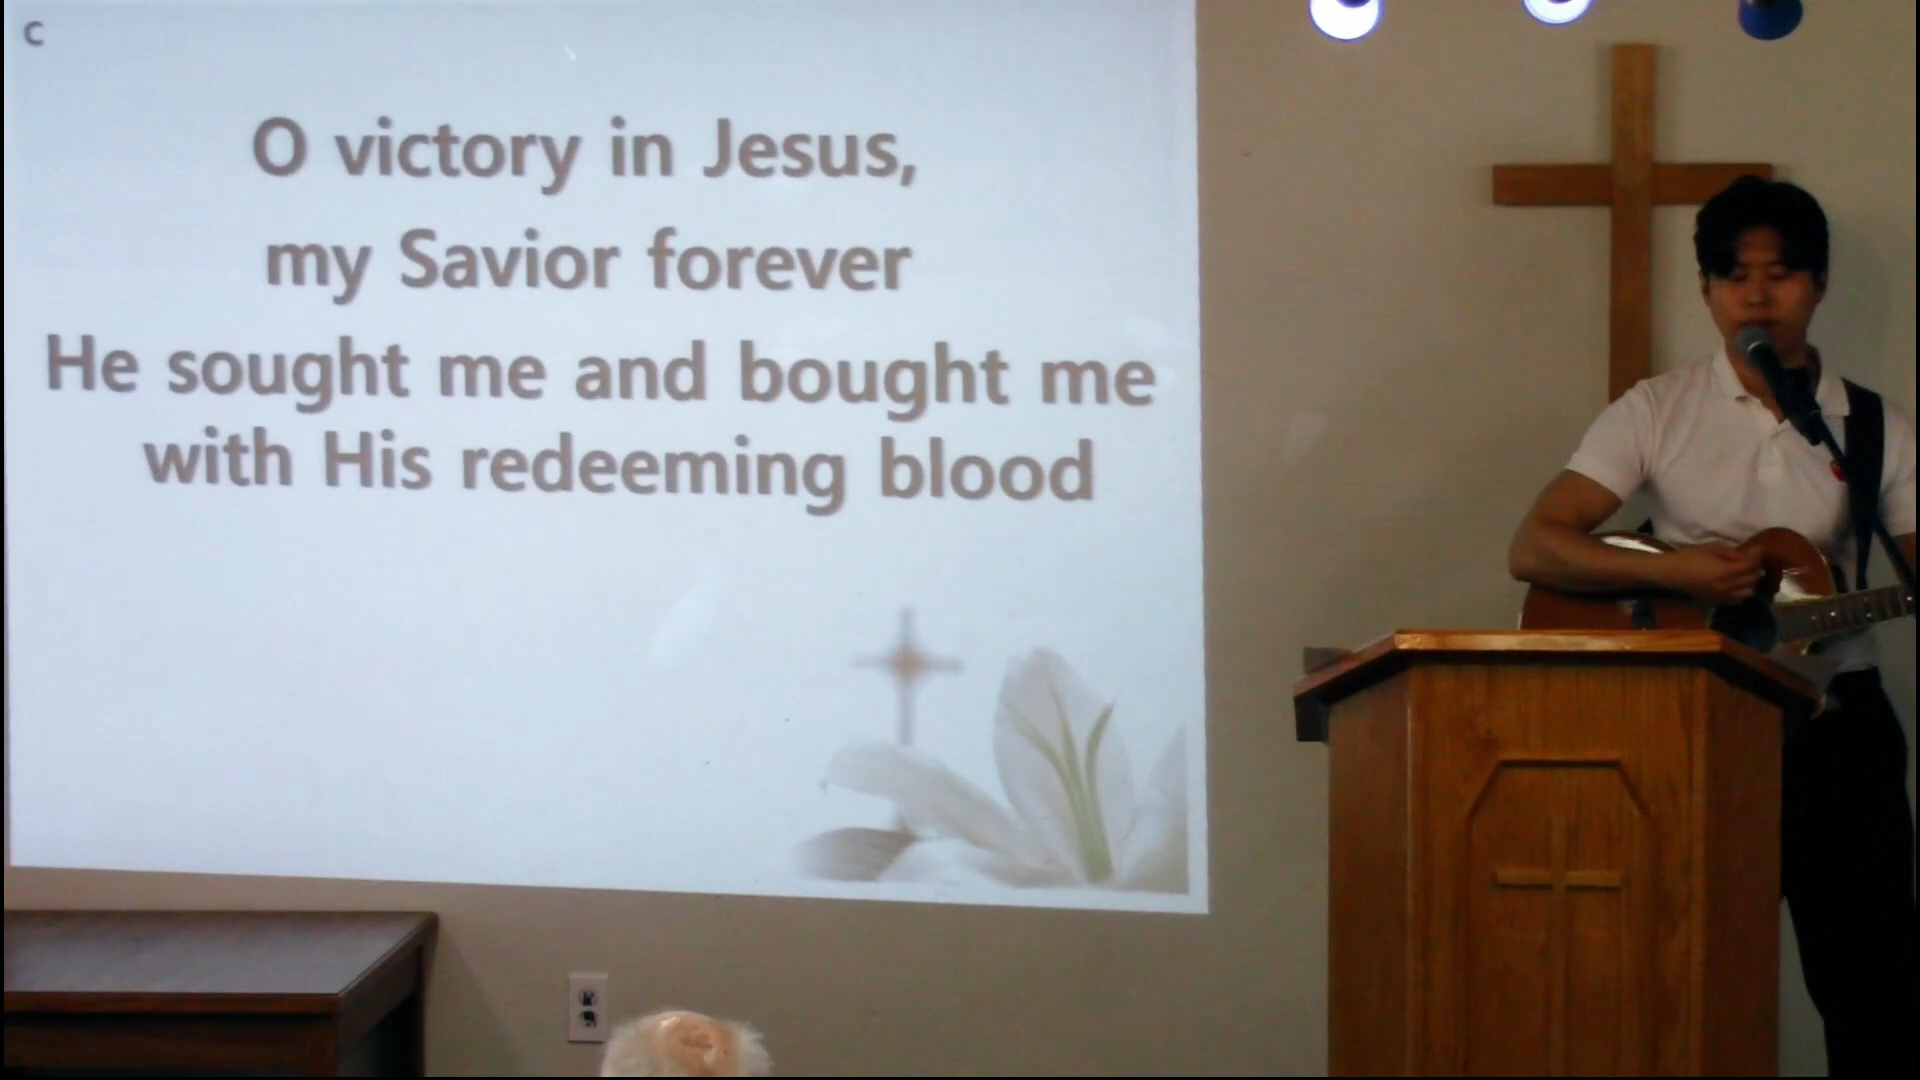 C
O victory in Jesus,
my Savior forever
He sought me and bought me
with His redeeming blood